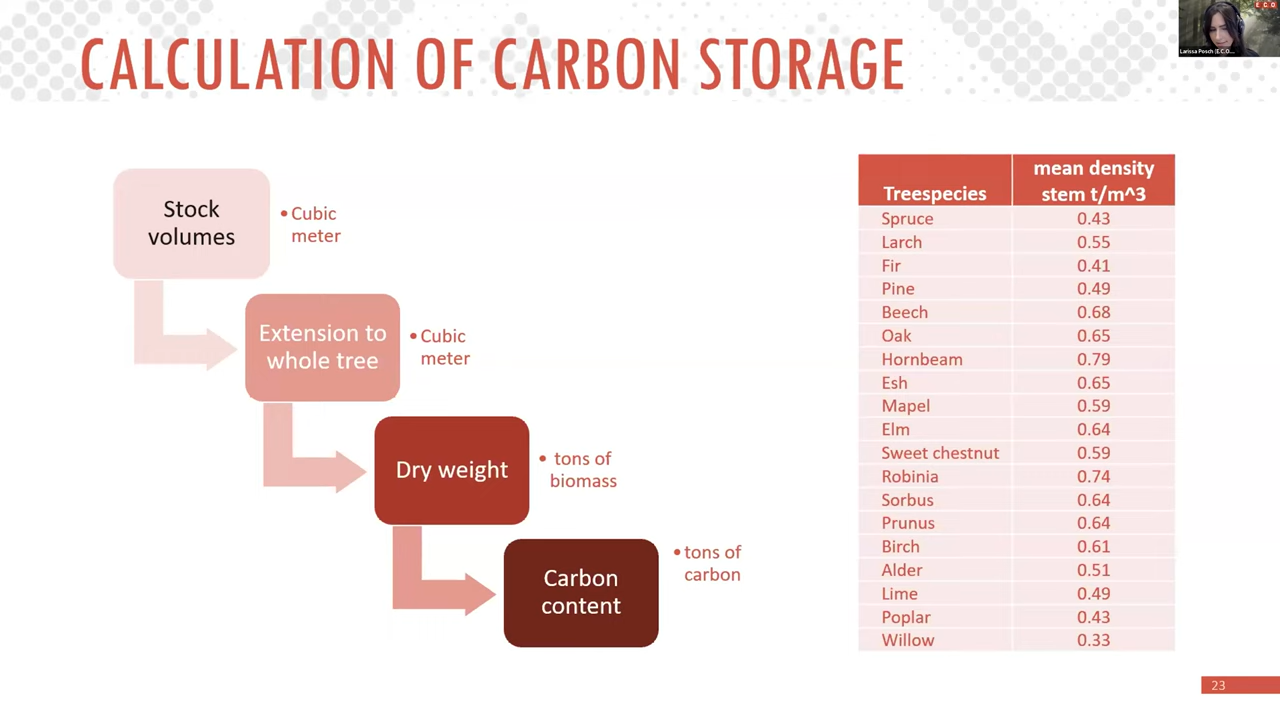 CALCULATION OF CARBON STORAGE
E.C.O
Larissa Posch (E.C.O....
Stock
volumes
• Cubic
meter
Extension to
whole tree
• Cubic
meter
Dry weight
• tons of
biomass
Carbon
content
• tons of
carbon
Treespecies mean density
stem t/m^3
Spruce 0.43
Larch 0.55
Fir 0.41
Pine 0.49
Beech 0.68
Oak 0.65
Hornbeam 0.79
Esh 0.65
Mapel 0.59
Elm 0.64
Sweet chestnut 0.59
Robinia 0.74
Sorbus 0.64
Prunus 0.64
Birch 0.61
Alder 0.51
Lime 0.49
Poplar 0.43
Willow 0.33
23